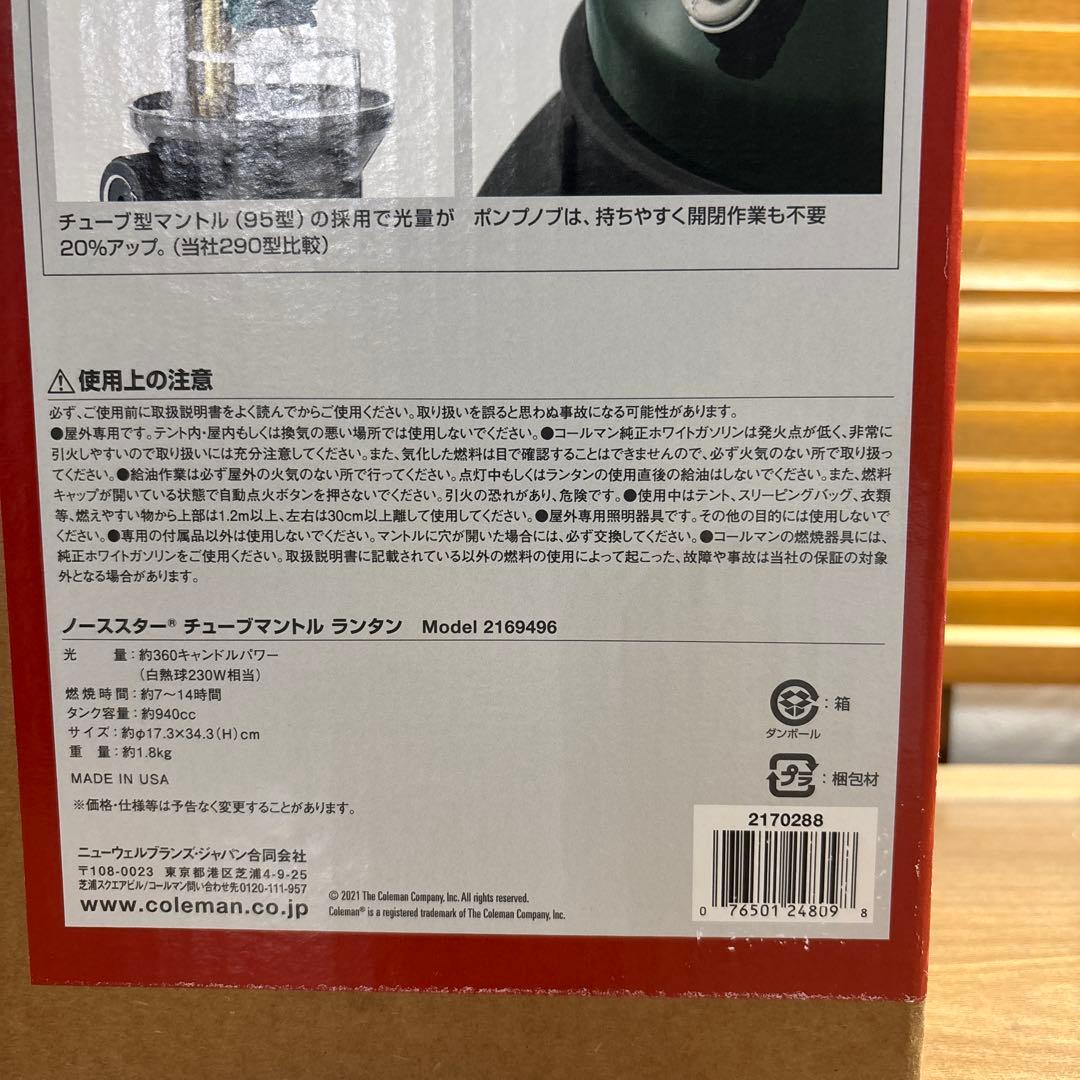 チューブ型マントル（95型）の採用で光量が
20％アップ。（当社290型比較）
ポンプノブは、持ちやすく開閉作業も不要
⚠使用上の注意
必ず、ご使用前に取扱説明書をよく読んでからご使用ください。取り扱いを誤ると思わぬ事故になる可能性があります。
●屋外専用です。テント内・屋内もしくは換気の悪い場所では使用しないでください。●コールマン純正ホワイトガソリンは発火点が低く、非常に
引火しやすいので取り扱いには充分注意してください。また、気化した燃料は目で確認することはできませんので、必ず火気のない所で取り扱っ
てください。●給油作業は必ず屋外の火気のない所で行ってください。点灯中もしくはランタンの使用直後の給油はしないでください。また、燃料
キャップが開いている状態で自動点火ボタンを押さないでください。引火の恐れがあり、危険です。●使用中はテント、スリーピングバッグ、衣類
等、燃えやすい物から上部は1.2m以上、左右は30cm以上離して使用してください。●屋外専用照明器具です。その他の目的には使用しないで
ください。●専用の付属品以外は使用しないでください。マントルに穴が開いた場合には、必ず交換してください。●コールマンの燃焼器具には、
純正ホワイトガソリンをご使用ください。取扱説明書に記載されている以外の燃料の使用によって起こった、故障や事故は当社の保証の対象
外となる場合があります。
ノーススター® チューブマントル ランタン Model 2169496
光 量：約360キャンドルパワー
（白熱球230W相当）
燃焼時間：約7～14時間
タンク容量：約940cc
サイズ：約φ17.3×34.3（H）cm
重 量：約1.8kg
MADE IN USA
※価格・仕様等は予告なく変更することがあります。
ダンボール
：箱
プラ
：梱包材
ニューウェルブランズ・ジャパン合同会社
〒108-0023 東京都港区芝浦4-9-25
芝浦スクエアビル/コールマン問い合わせ先0120-111-957
www.coleman.co.jp
© 2021 The Coleman Company, Inc. All rights reserved.
Coleman® is a registered trademark of The Coleman Company, Inc.
2170288
0 76501 24809 8